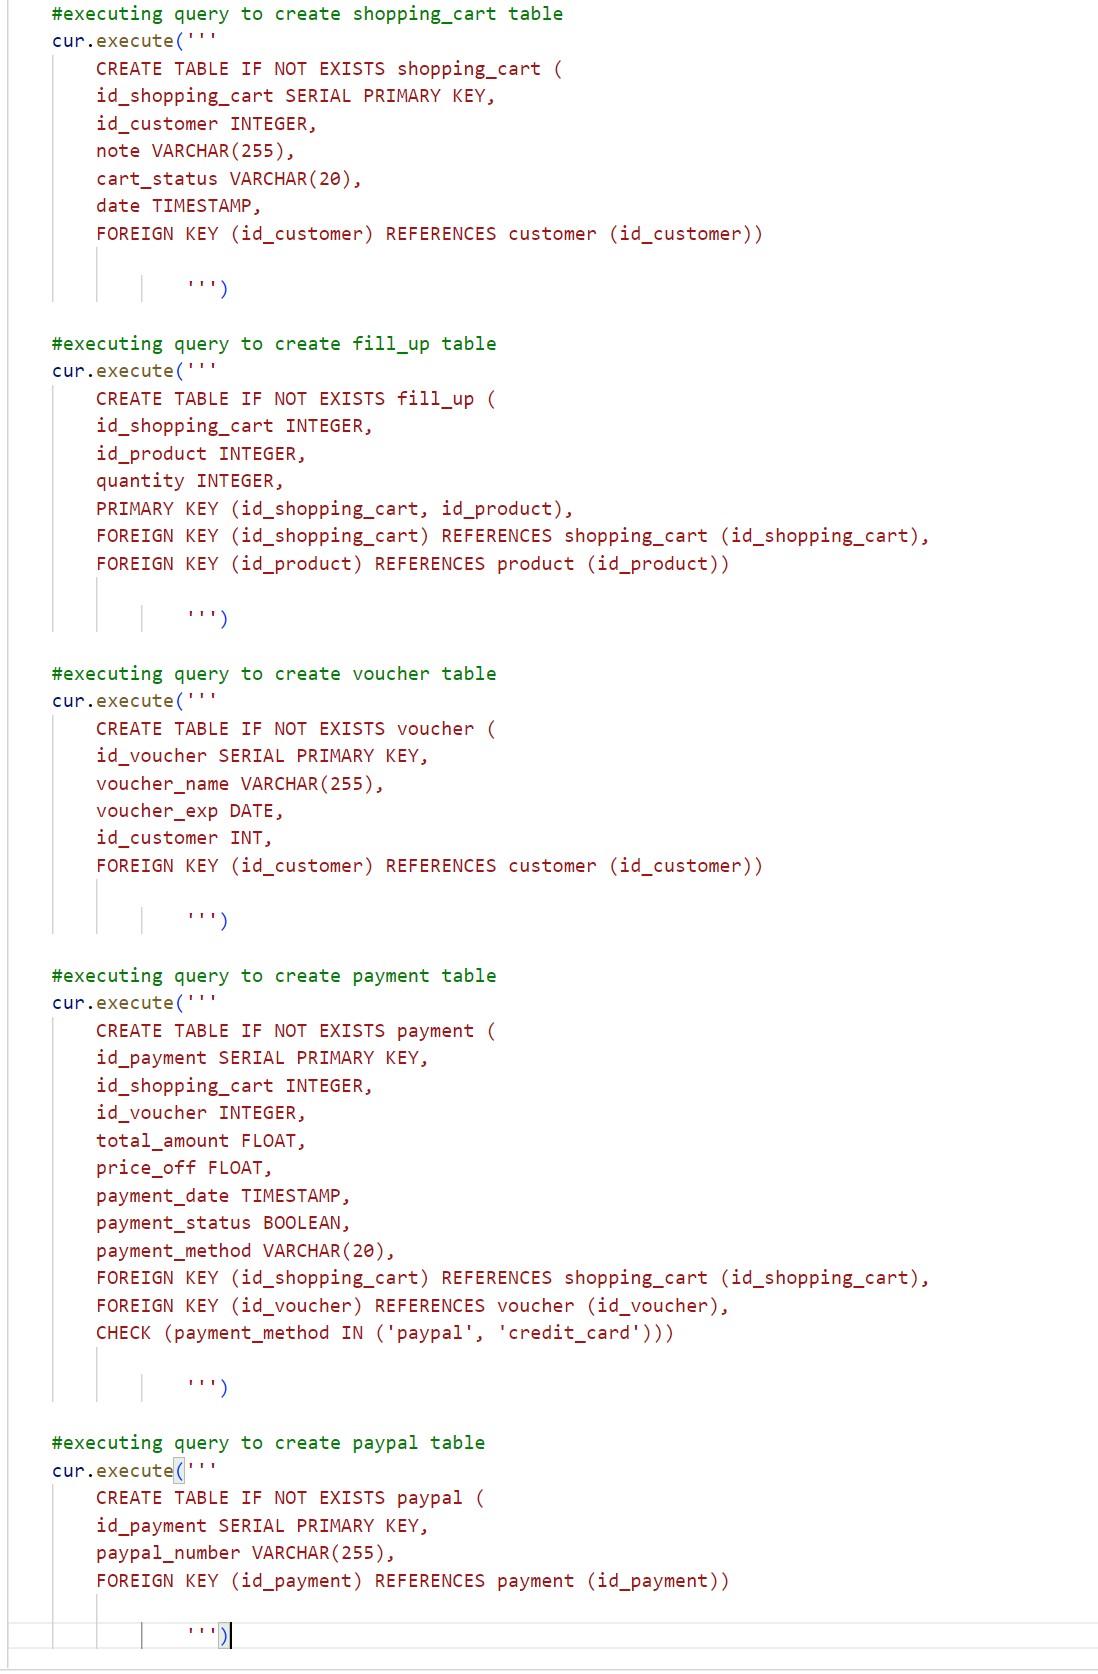 #executing query to create shopping_cart table
cur.execute('''
CREATE TABLE IF NOT EXISTS shopping_cart (
id_shopping_cart SERIAL PRIMARY KEY,
id_customer INTEGER,
note VARCHAR(255),
cart_status VARCHAR(20),
date TIMESTAMP,
FOREIGN KEY (id_customer) REFERENCES customer (id_customer))
''')
#executing query to create fill_up table
cur.execute('''
CREATE TABLE IF NOT EXISTS fill_up (
id_shopping_cart INTEGER,
id_product INTEGER,
quantity INTEGER,
PRIMARY KEY (id_shopping_cart, id_product),
FOREIGN KEY (id_shopping_cart) REFERENCES shopping_cart (id_shopping_cart),
FOREIGN KEY (id_product) REFERENCES product (id_product))
''')
#executing query to create voucher table
cur.execute('''
CREATE TABLE IF NOT EXISTS voucher (
id_voucher SERIAL PRIMARY KEY,
voucher_name VARCHAR(255),
voucher_exp DATE,
id_customer INT,
FOREIGN KEY (id_customer) REFERENCES customer (id_customer))
''')
#executing query to create payment table
cur.execute('''
CREATE TABLE IF NOT EXISTS payment (
id_payment SERIAL PRIMARY KEY,
id_shopping_cart INTEGER,
id_voucher INTEGER,
total_amount FLOAT,
price_off FLOAT,
payment_date TIMESTAMP,
payment_status BOOLEAN,
payment_method VARCHAR(20),
FOREIGN KEY (id_shopping_cart) REFERENCES shopping_cart (id_shopping_cart),
FOREIGN KEY (id_voucher) REFERENCES voucher (id_voucher),
CHECK (payment_method IN ('paypal', 'credit_card')))
''')
#executing query to create paypal table
cur.execute('''
CREATE TABLE IF NOT EXISTS paypal (
id_payment SERIAL PRIMARY KEY,
paypal_number VARCHAR(255),
FOREIGN KEY (id_payment) REFERENCES payment (id_payment))
''')